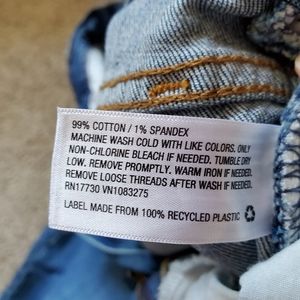 99% COTTON / 1% SPANDEX
MACHINE WASH COLD WITH LIKE COLORS. ONLY
NON-CHLORINE BLEACH IF NEEDED. TUMBLE DRY
LOW. REMOVE PROMPTLY. WARM IRON IF NEEDED.
REMOVE LOOSE THREADS AFTER WASH IF NEEDED.
RN17730 VN1083275
LABEL MADE FROM 100% RECYCLED PLASTIC